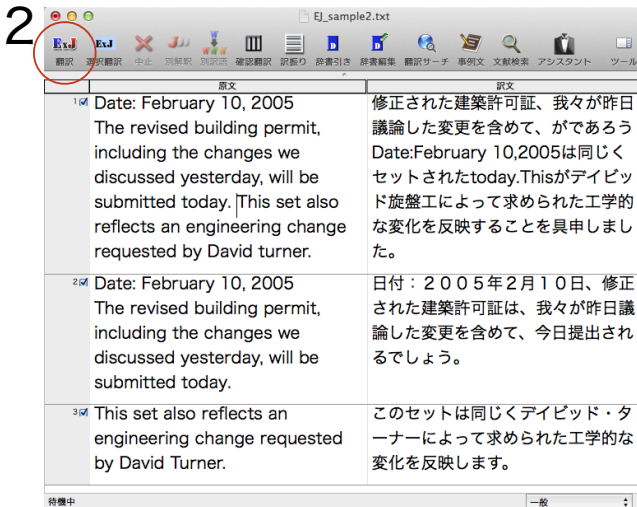 2
EJ_sample2.txt
翻訳 選択翻訳 中止 別解釈 別訳語 確認翻訳 訳振り 辞書引き 辞書編集 翻訳サーチ 事例文 文献検索 アシスタント ツール
原文 訳文
1
Date: February 10, 2005
The revised building permit,
including the changes we
discussed yesterday, will be
submitted today. This set also
reflects an engineering change
requested by David turner.
修正された建築許可証、我々が昨日
議論した変更を含めて、がであろう
Date:February 10,2005は同じく
セットされたtoday.Thisがデイビッ
ド旋盤工によって求められた工学的
な変化を反映することを具申しまし
た。
2
Date: February 10, 2005
The revised building permit,
including the changes we
discussed yesterday, will be
submitted today.
日付：２００５年２月１０日、修正
された建築許可証は、我々が昨日議
論した変更を含めて、今日提出され
るでしょう。
3
This set also reflects an
engineering change requested
by David Turner.
このセットは同じくデイビッド・タ
ーナーによって求められた工学的な
変化を反映します。
待機中 一般